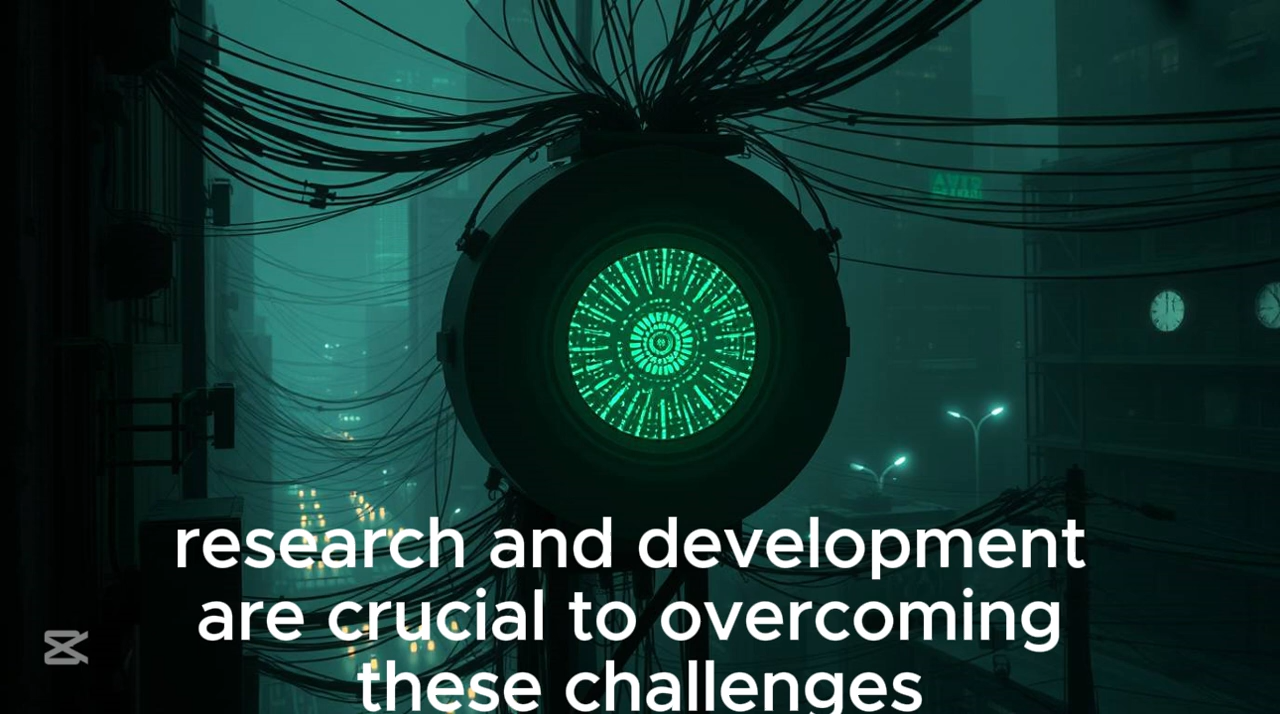 research and development
are crucial to overcoming
these challenges